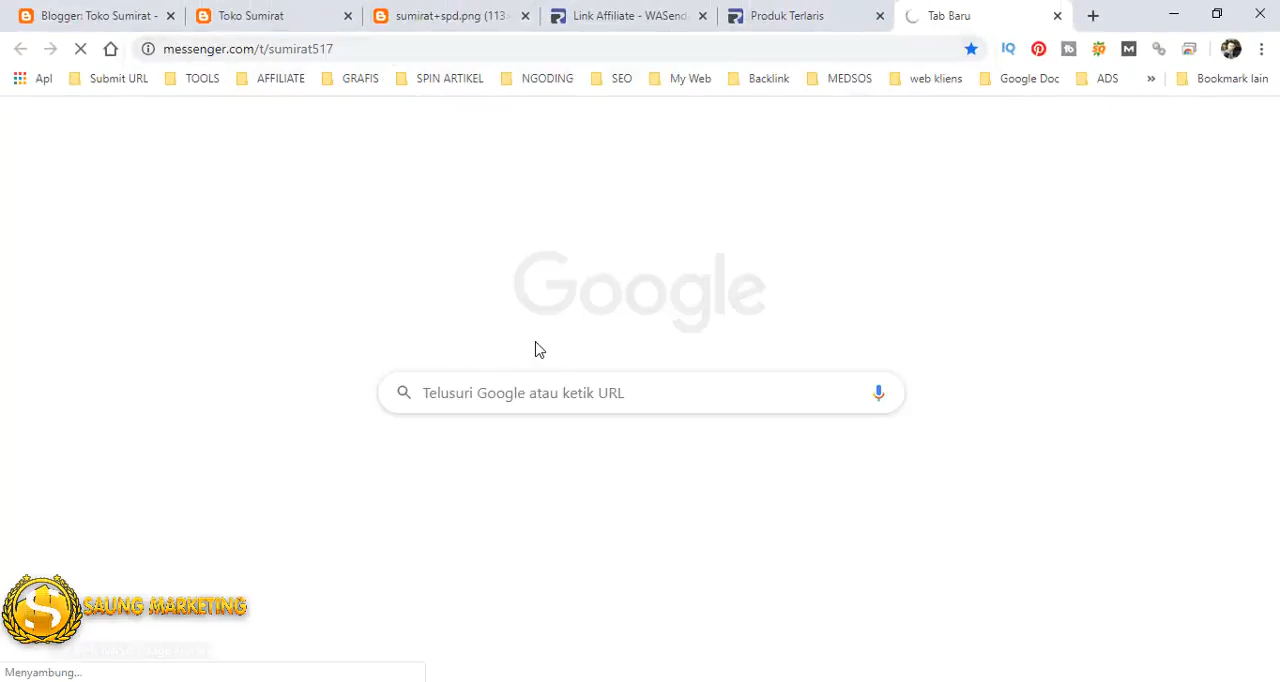 Blogger: Toko Sumirat -
Toko Sumirat
sumirat+spd.png (113
Link Affiliate - WASend
Produk Terlaris
Tab Baru
messenger.com/t/sumirat517
IQ
Apl
Submit URL
TOOLS
AFFILIATE
GRAFIS
SPIN ARTIKEL
NGODING
SEO
My Web
Backlink
MEDSOS
web kliens
Google Doc
ADS
»
Bookmark lain
Google
Telusuri Google atau ketik URL
SAUNG MARKETING
Menyambung...